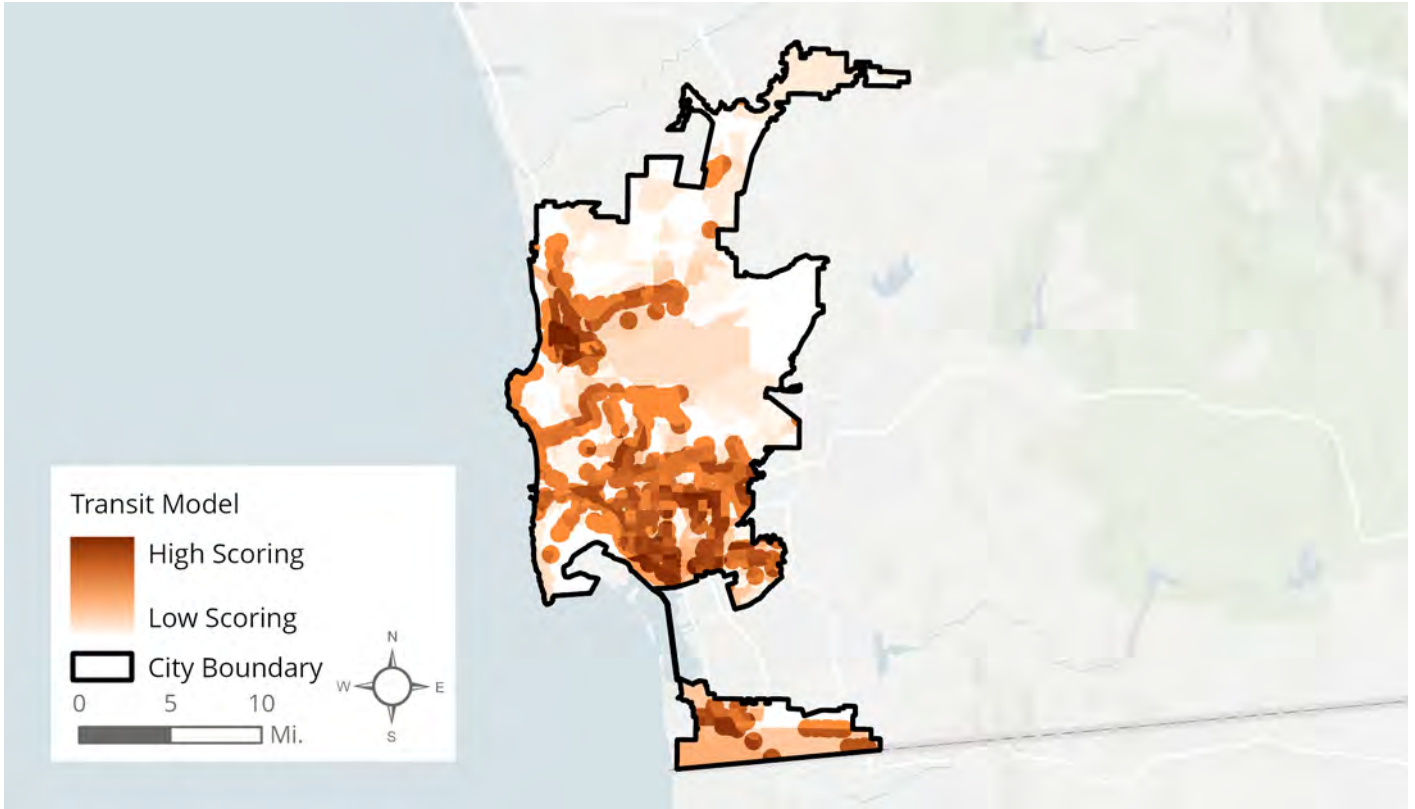 Transit Model
High Scoring
Low Scoring
City Boundary
0 5 10
Mi.
N
W E
S